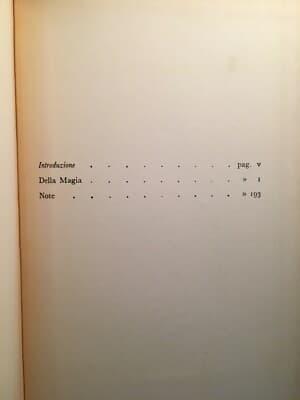 Introduzione . . . . . . . . . pag. v
Della Magia . . . . . . . . . » 1
Note . . . . . . . . . » 193